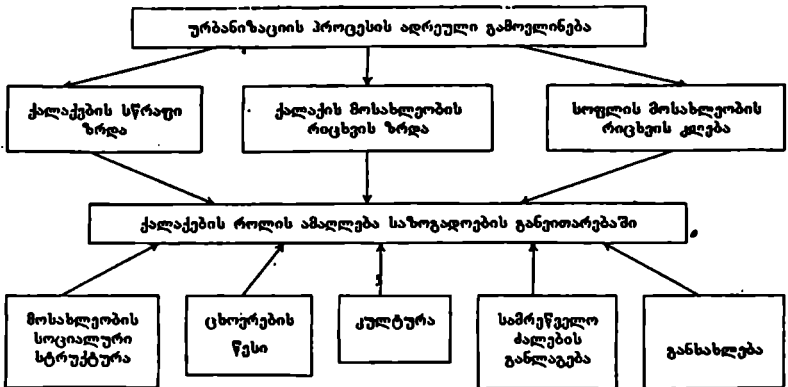 ურბანიზაციის პროცესის ადრეული გამოვლინება
ქალაქების სწრაფი
ზრდა
ქალაქის მოსახლეობის
რიცხვის ზრდა
სოფლის მოსახლეობის
რიცხვის კლება
ქალაქების როლის ამაღლება საზოგადოების განვითარებაში
მოსახლეობის
სოციალური
სტრუქტურა
ცხოვრების
წესი
კულტურა
სამრეწველო
ძალების
განლაგება
განსახლება